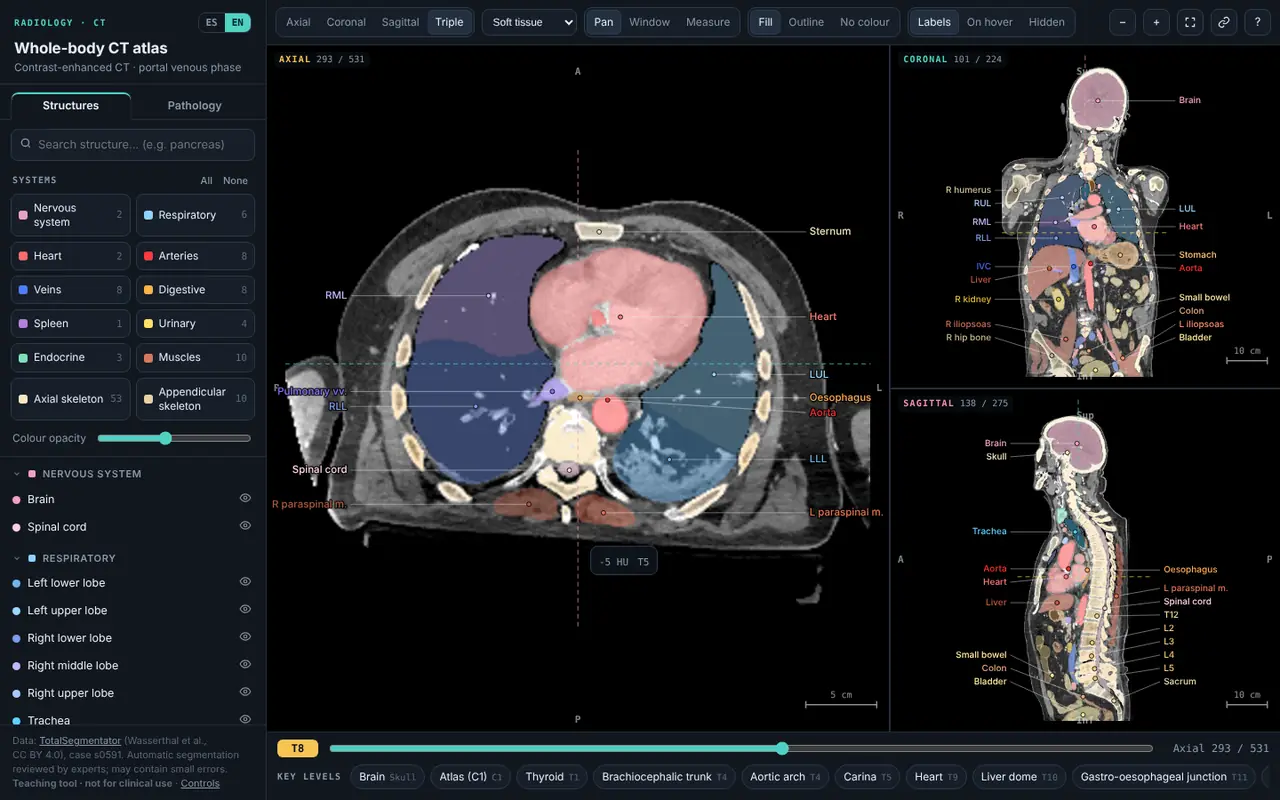 RADIOLOGY · CT
ES
EN
Whole-body CT atlas
Contrast-enhanced CT · portal venous phase
Structures
Pathology
Search structure... (e.g. pancreas)
SYSTEMS
All
None
Nervous system 2
Respiratory 6
Heart 2
Arteries 8
Veins 8
Digestive 8
Spleen 1
Urinary 4
Endocrine 3
Muscles 10
Axial skeleton 53
Appendicular skeleton 10
Colour opacity
NERVOUS SYSTEM
Brain
Spinal cord
RESPIRATORY
Left lower lobe
Left upper lobe
Right lower lobe
Right middle lobe
Right upper lobe
Trachea
Data: TotalSegmentator (Wasserthal et al.,
CC BY 4.0), case s0591. Automatic segmentation
reviewed by experts; may contain small errors.
Teaching tool · not for clinical use · Controls
Axial
Coronal
Sagittal
Triple
Soft tissue
Pan
Window
Measure
Fill
Outline
No colour
Labels
On hover
Hidden
−
+
?
AXIAL 293 / 531
A
Sternum
RML
Heart
LUL
L
Pulmonary vv.
Oesophagus
RLL
Aorta
LLL
Spinal cord
R paraspinal m.
L paraspinal m.
-5 HU T5
5 cm
P
CORONAL 101 / 224
Brain
R humerus
RUL
LUL
R
L
RML
Heart
RLL
Stomach
IVC
Aorta
Liver
R kidney
Small bowel
Colon
R iliopsoas
L iliopsoas
R hip bone
Bladder
10 cm
SAGITTAL 138 / 275
Sup
Brain
Skull
Trachea
A
P
Aorta
Oesophagus
Heart
L paraspinal m.
Liver
Spinal cord
T12
L2
L3
L4
Small bowel
Colon
L5
Bladder
Sacrum
10 cm
T8
Axial 293 / 531
KEY LEVELS
Brain Skull
Atlas (C1) C1
Thyroid T1
Brachiocephalic trunk T4
Aortic arch T4
Carina T5
Heart T9
Liver dome T10
Gastro-oesophageal junction T11